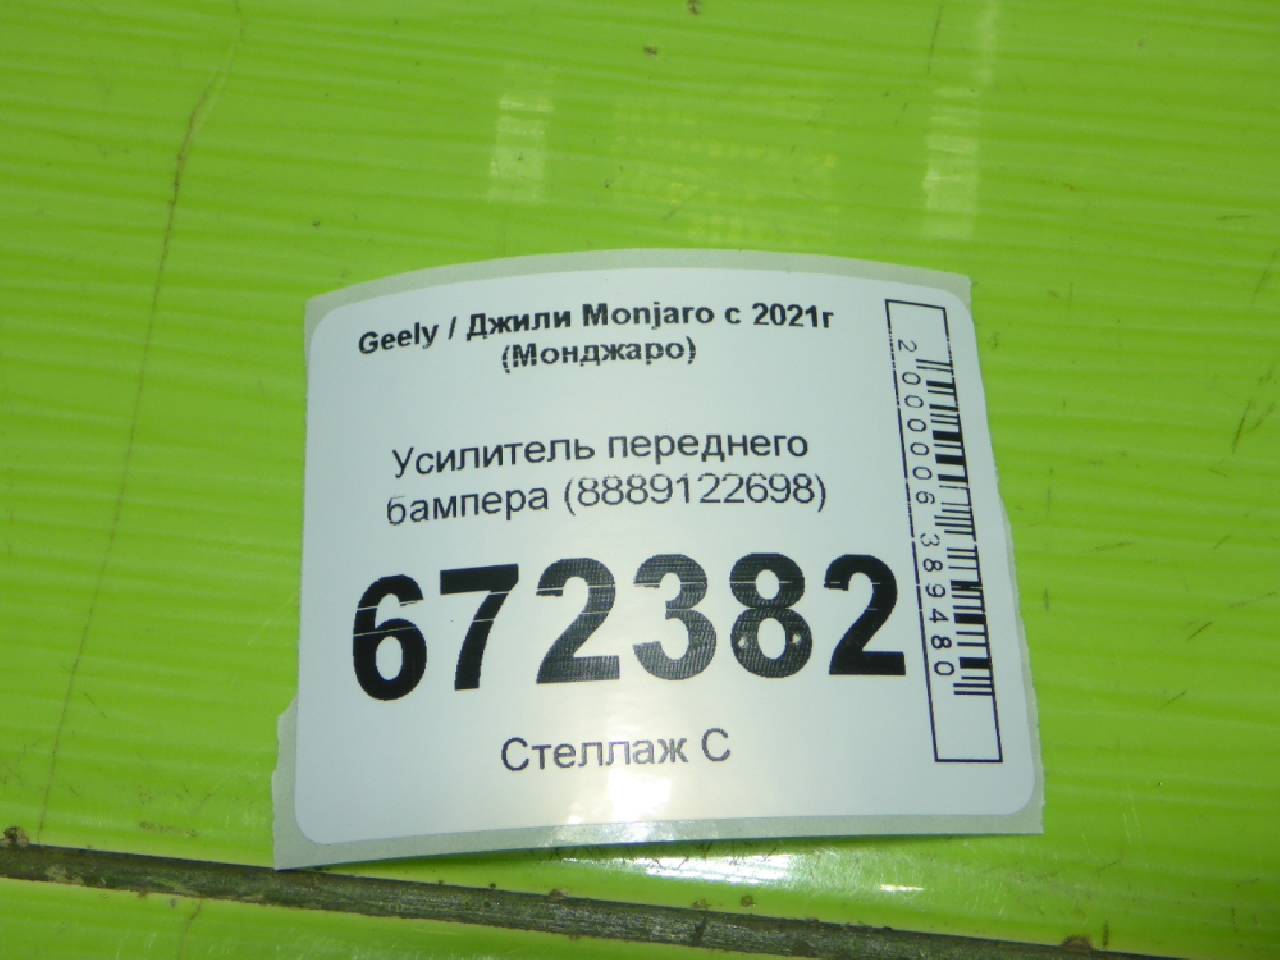 Geely / Джили Monjaro с 2021г
(Монджаро)
Усилитель переднего
бампера (8889122698)
672382
Стеллаж С
2000006389480